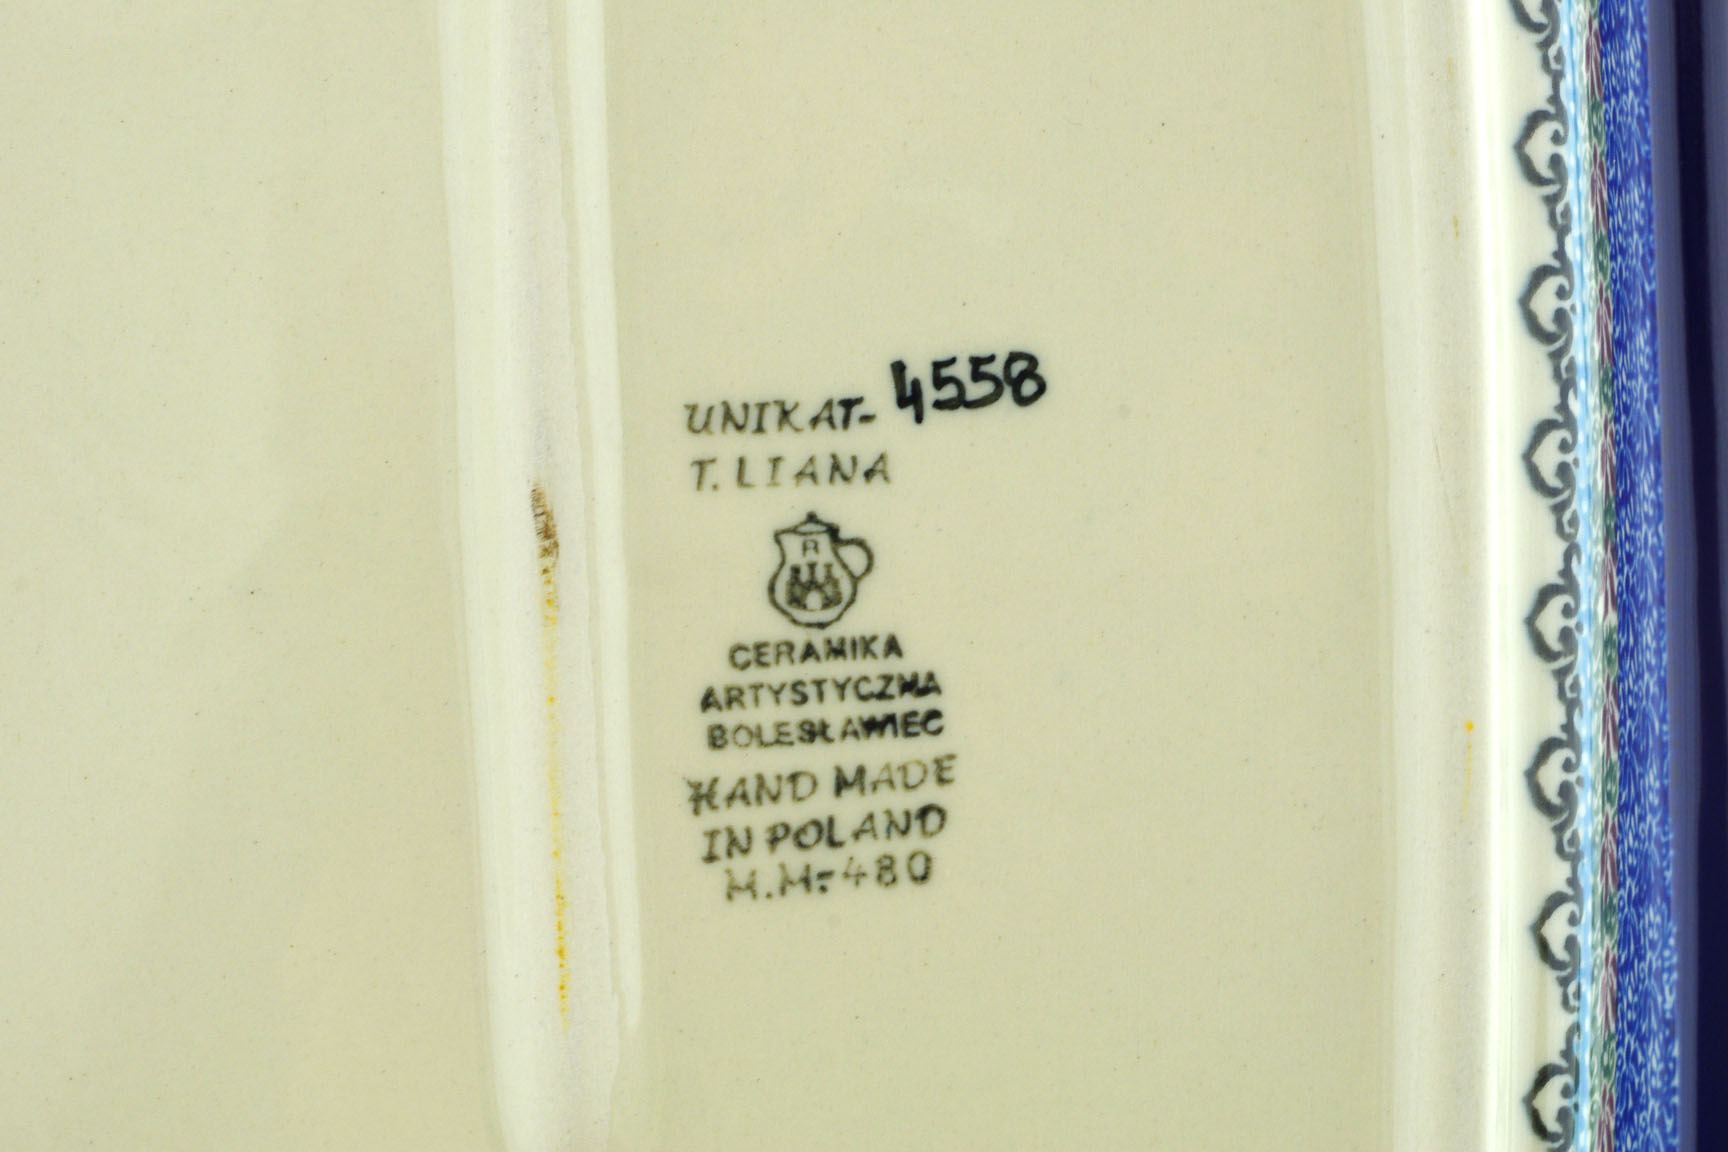 UNIKAT- 4558
T. LIANA
A
CERAMIKA
ARTYSTYCZNA
BOLESŁAWIEC
HAND MADE
IN POLAND
M.M-480